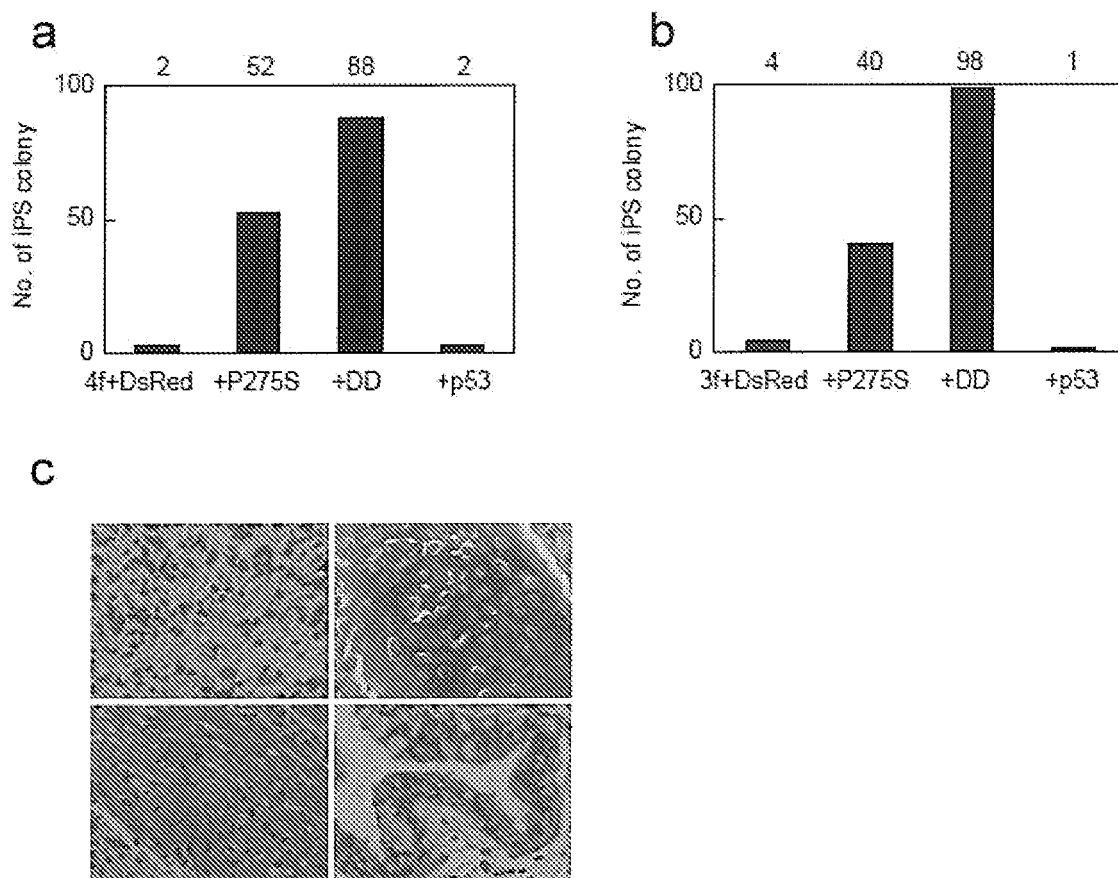 a
2 52 88 2
100
50
0
No. of iPS colony
4f+DsRed +P275S +DD +p53
b
4 40 98 1
100
50
0
No. of iPS colony
3f+DsRed +P275S +DD +p53
c